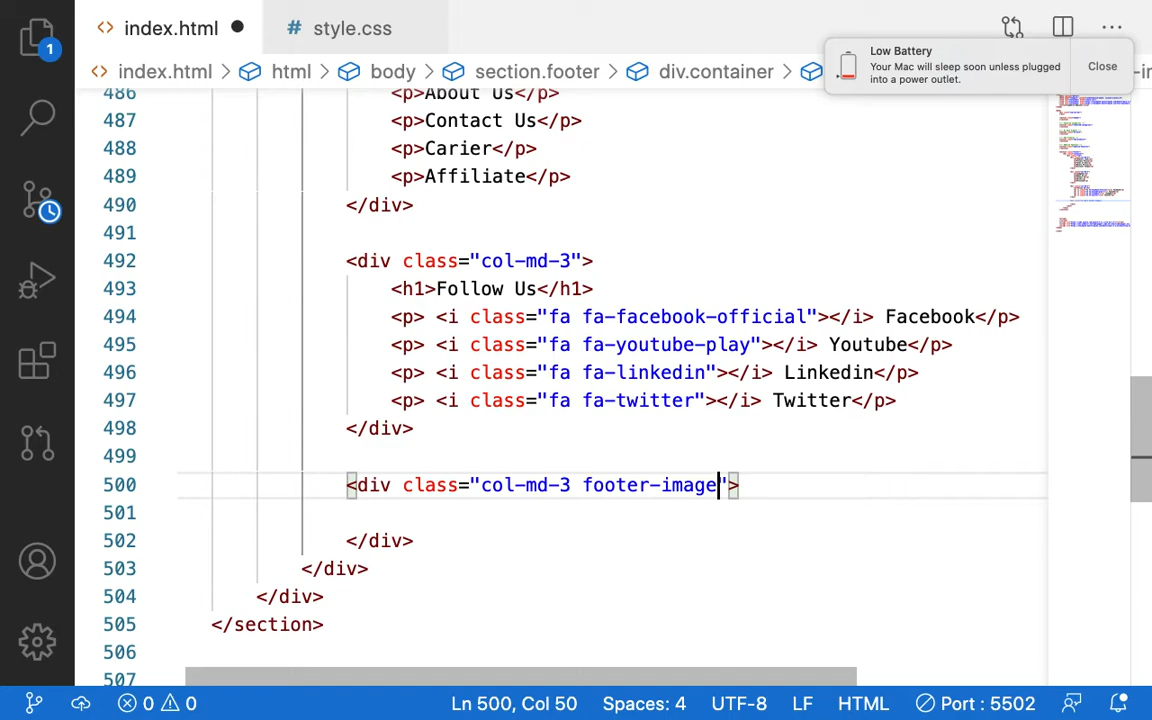 index.html
style.css
Low Battery
Your Mac will sleep soon unless plugged
into a power outlet.
Close
1
index.html > html > body > section.footer > div.container >
486 <p>About Us</p>
487 <p>Contact Us</p>
488 <p>Carier</p>
489 <p>Affiliate</p>
490 </div>
491
492 <div class="col-md-3">
493 <h1>Follow Us</h1>
494 <p> <i class="fa fa-facebook-official"></i> Facebook</p>
495 <p> <i class="fa fa-youtube-play"></i> Youtube</p>
496 <p> <i class="fa fa-linkedin"></i> Linkedin</p>
497 <p> <i class="fa fa-twitter"></i> Twitter</p>
498 </div>
499
500 <div class="col-md-3 footer-image">
501
502 </div>
503 </div>
504 </div>
505 </section>
506
507
0 0 Ln 500, Col 50 Spaces: 4 UTF-8 LF HTML Port : 5502